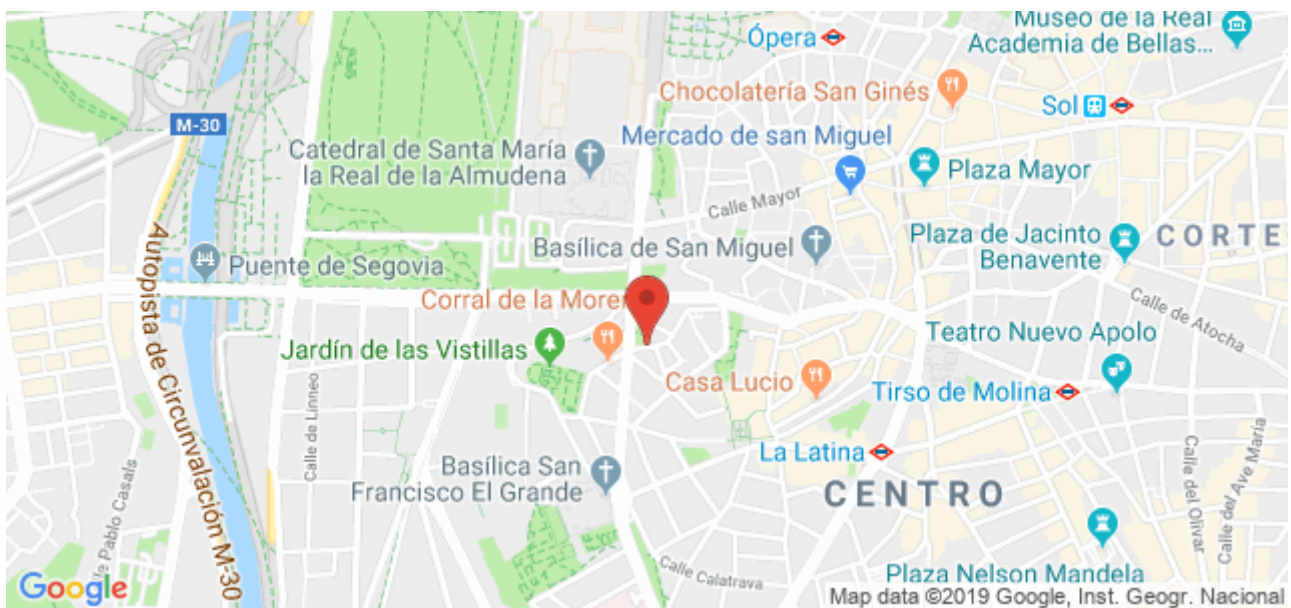 Museo de la Real
Academia de Bellas...
Ópera
Chocolatería San Ginés
Sol
M-30
Mercado de san Miguel
Catedral de Santa María
la Real de la Almudena
Plaza Mayor
Calle Mayor
Basílica de San Miguel
Plaza de Jacinto
Benavente
CORTE
Puente de Segovia
Autopista de Circunvalación M-30
Corral de la More
Calle de Atocha
Jardín de las Vistillas
Teatro Nuevo Apolo
Casa Lucio
Tirso de Molina
Calle de Linneo
La Latina
Basílica San
Francisco El Grande
CENTRO
le Pablo Casals
Calle del Olivar
Calle del Ave María
Calle Calatrava
Plaza Nelson Mandela
Google
Map data ©2019 Google, Inst. Geogr. Nacional